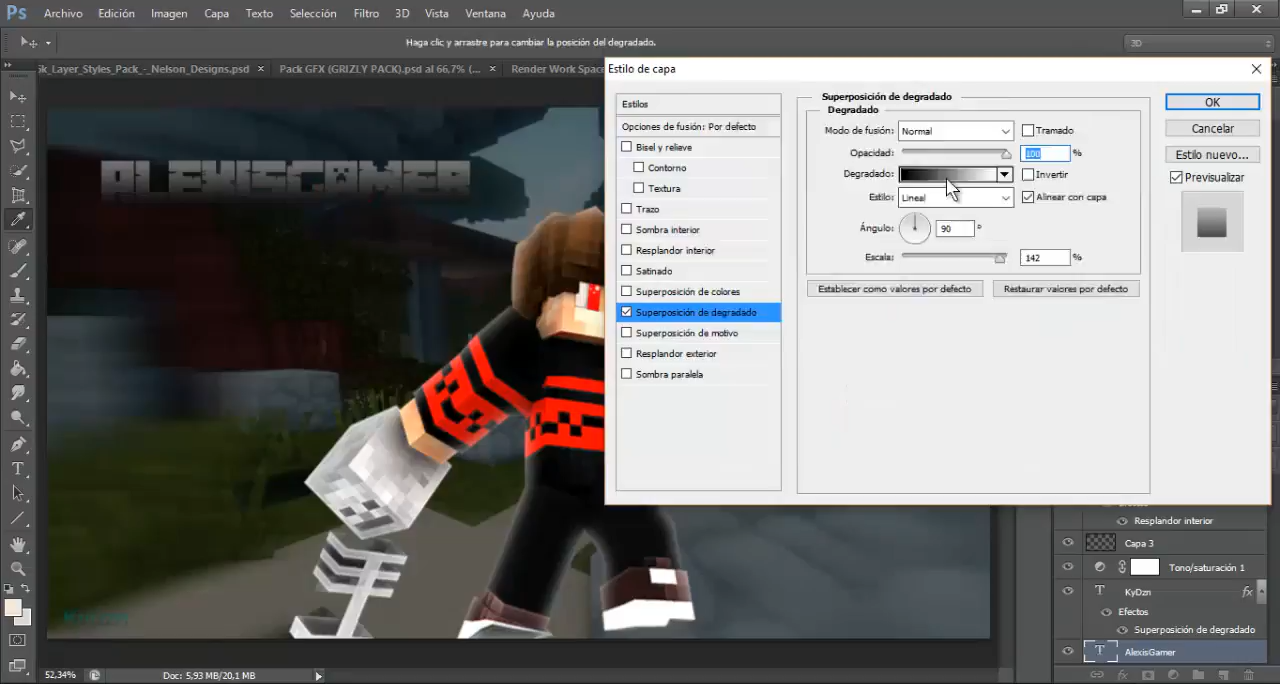 Ps Archivo Edición Imagen Capa Texto Selección Filtro 3D Vista Ventana Ayuda
Haga clic y arrastre para cambiar la posición del degradado.
3D
k_Layer_Styles_Pack_-_Nelson_Designs.psd × Pack GFX (GRIZLY PACK).psd al 66,7% (... × Render Work Spac
Estilo de capa
Estilos
Opciones de fusión: Por defecto
Bisel y relieve
Contorno
Textura
Trazo
Sombra interior
Resplandor interior
Satinado
Superposición de colores
Superposición de degradado
Superposición de motivo
Resplandor exterior
Sombra paralela
Superposición de degradado
Degradado
Modo de fusión: Normal Tramado
Opacidad: 100 %
Degradado: Invertir
Estilo: Lineal Alinear con capa
Ángulo: 90 °
Escala: 142 %
Establecer como valores por defecto Restaurar valores por defecto
OK
Cancelar
Estilo nuevo...
Previsualizar
ALEXISGAMER
Resplandor interior
Capa 3
Tono/saturación 1
T KyDzn fx
Efectos
Superposición de degradado
T AlexisGamer
52,34% Doc: 5,93 MB/20,1 MB